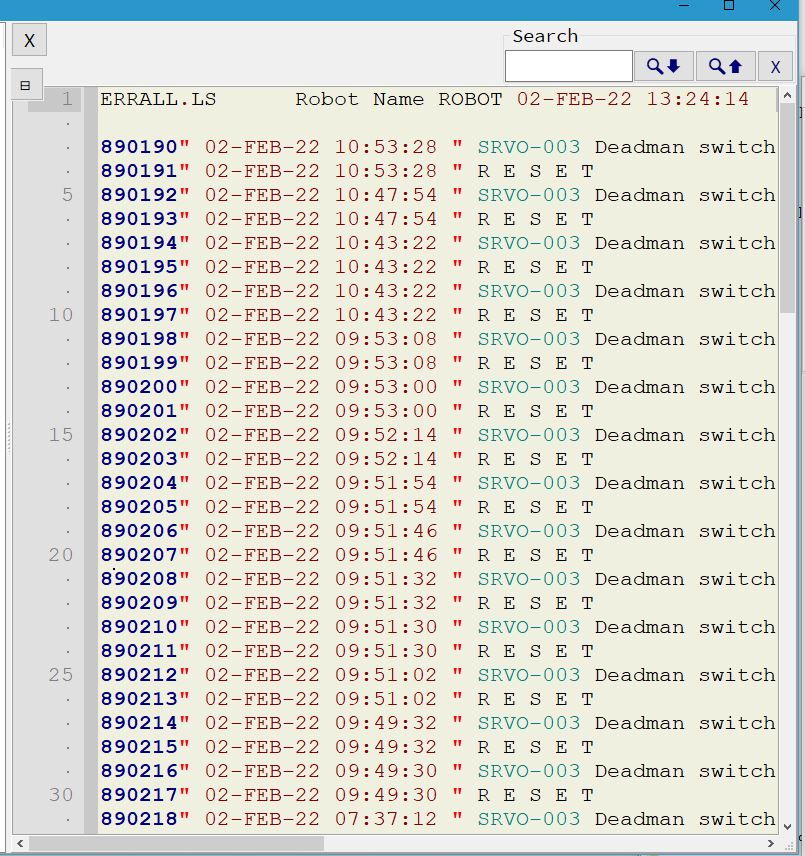 X
Search
X
1 ERRALL.LS Robot Name ROBOT 02-FEB-22 13:24:14
890190" 02-FEB-22 10:53:28 " SRVO-003 Deadman switch
890191" 02-FEB-22 10:53:28 " R E S E T
5 890192" 02-FEB-22 10:47:54 " SRVO-003 Deadman switch
890193" 02-FEB-22 10:47:54 " R E S E T
890194" 02-FEB-22 10:43:22 " SRVO-003 Deadman switch
890195" 02-FEB-22 10:43:22 " R E S E T
890196" 02-FEB-22 10:43:22 " SRVO-003 Deadman switch
10 890197" 02-FEB-22 10:43:22 " R E S E T
890198" 02-FEB-22 09:53:08 " SRVO-003 Deadman switch
890199" 02-FEB-22 09:53:08 " R E S E T
890200" 02-FEB-22 09:53:00 " SRVO-003 Deadman switch
890201" 02-FEB-22 09:53:00 " R E S E T
15 890202" 02-FEB-22 09:52:14 " SRVO-003 Deadman switch
890203" 02-FEB-22 09:52:14 " R E S E T
890204" 02-FEB-22 09:51:54 " SRVO-003 Deadman switch
890205" 02-FEB-22 09:51:54 " R E S E T
890206" 02-FEB-22 09:51:46 " SRVO-003 Deadman switch
20 890207" 02-FEB-22 09:51:46 " R E S E T
890208" 02-FEB-22 09:51:32 " SRVO-003 Deadman switch
890209" 02-FEB-22 09:51:32 " R E S E T
890210" 02-FEB-22 09:51:30 " SRVO-003 Deadman switch
890211" 02-FEB-22 09:51:30 " R E S E T
25 890212" 02-FEB-22 09:51:02 " SRVO-003 Deadman switch
890213" 02-FEB-22 09:51:02 " R E S E T
890214" 02-FEB-22 09:49:32 " SRVO-003 Deadman switch
890215" 02-FEB-22 09:49:32 " R E S E T
890216" 02-FEB-22 09:49:30 " SRVO-003 Deadman switch
30 890217" 02-FEB-22 09:49:30 " R E S E T
890218" 02-FEB-22 07:37:12 " SRVO-003 Deadman switch